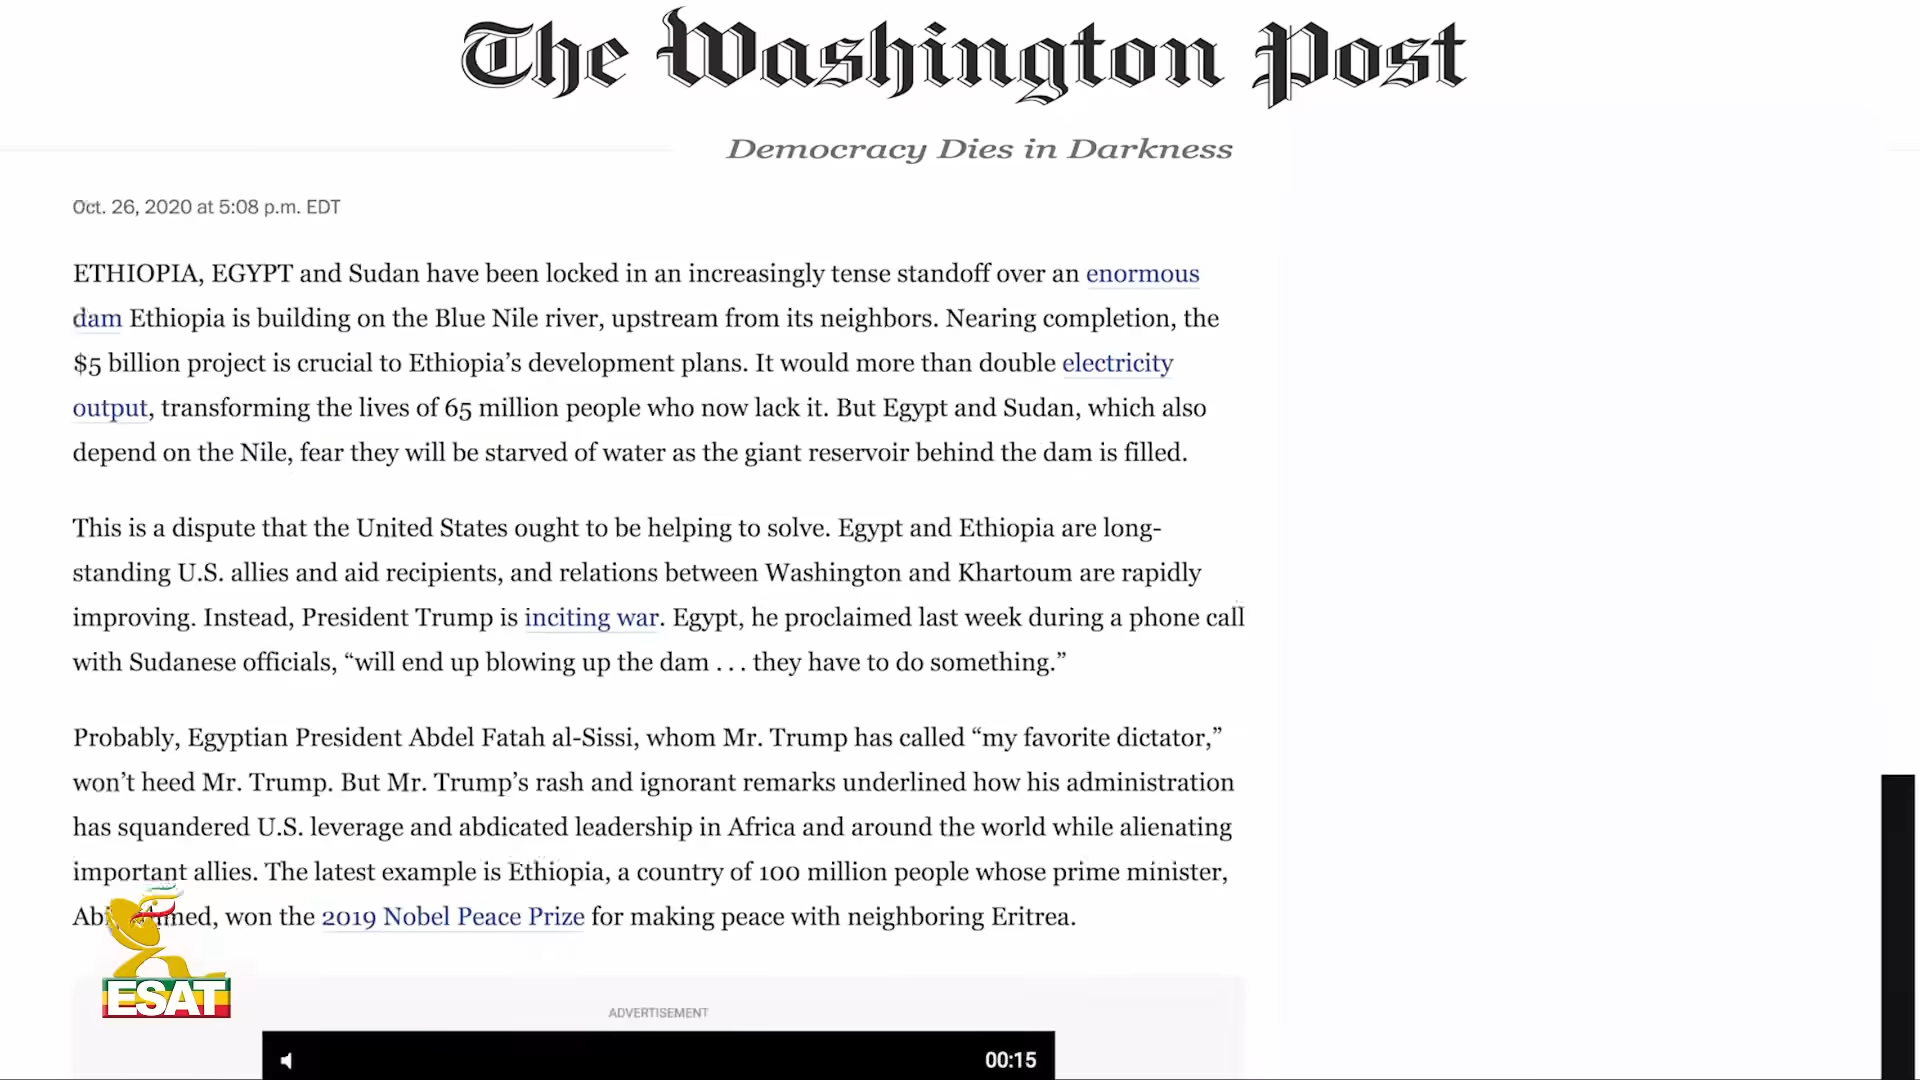 The Washington Post
Democracy Dies in Darkness
Oct. 26, 2020 at 5:08 p.m. EDT
ETHIOPIA, EGYPT and Sudan have been locked in an increasingly tense standoff over an enormous
dam Ethiopia is building on the Blue Nile river, upstream from its neighbors. Nearing completion, the
$5 billion project is crucial to Ethiopia’s development plans. It would more than double electricity
output, transforming the lives of 65 million people who now lack it. But Egypt and Sudan, which also
depend on the Nile, fear they will be starved of water as the giant reservoir behind the dam is filled.
This is a dispute that the United States ought to be helping to solve. Egypt and Ethiopia are long-
standing U.S. allies and aid recipients, and relations between Washington and Khartoum are rapidly
improving. Instead, President Trump is inciting war. Egypt, he proclaimed last week during a phone call
with Sudanese officials, “will end up blowing up the dam . . . they have to do something.”
Probably, Egyptian President Abdel Fatah al-Sissi, whom Mr. Trump has called “my favorite dictator,”
won’t heed Mr. Trump. But Mr. Trump’s rash and ignorant remarks underlined how his administration
has squandered U.S. leverage and abdicated leadership in Africa and around the world while alienating
important allies. The latest example is Ethiopia, a country of 100 million people whose prime minister,
won the 2019 Nobel Peace Prize for making peace with neighboring Eritrea.
ESAT
ADVERTISEMENT
00:15